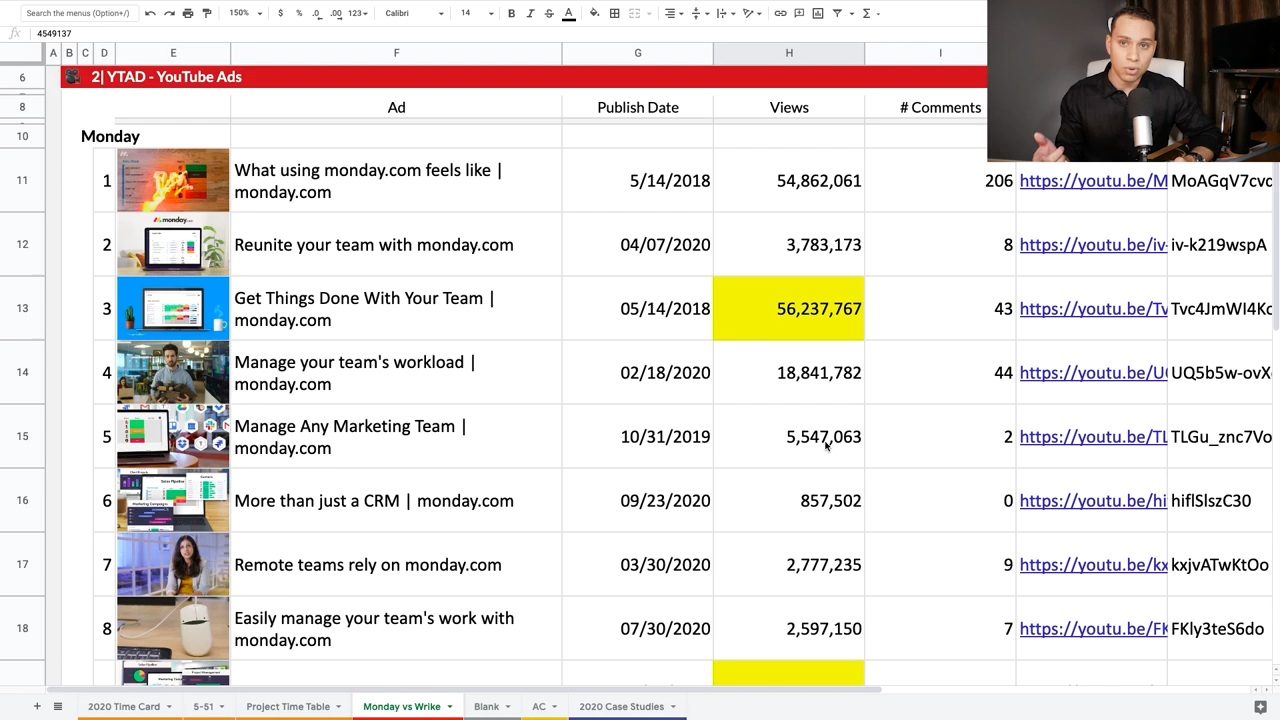 Search the menus (Option+/)
150%
$ % .0 .00 123
Calibri
14
B I S A
fx 4549137
A B C D E F G H I
6 2| YTAD - YouTube Ads
8 Ad Publish Date Views # Comments
10 Monday
11 1 What using monday.com feels like | monday.com 5/14/2018 54,862,061 206 https://youtu.be/M MoAGqV7cvc
12 2 Reunite your team with monday.com 04/07/2020 3,783,173 8 https://youtu.be/iv- iv-k219wspA
13 3 Get Things Done With Your Team | monday.com 05/14/2018 56,237,767 43 https://youtu.be/Tv Tvc4JmWI4Kc
14 4 Manage your team's workload | monday.com 02/18/2020 18,841,782 44 https://youtu.be/U UQ5b5w-ovX
15 5 Manage Any Marketing Team | monday.com 10/31/2019 5,547,063 2 https://youtu.be/TL TLGu_znc7Vo
16 6 More than just a CRM | monday.com 09/23/2020 857,502 0 https://youtu.be/hi hiflSlszC30
17 7 Remote teams rely on monday.com 03/30/2020 2,777,235 9 https://youtu.be/kx kxjvATwKtOo
18 8 Easily manage your team's work with monday.com 07/30/2020 2,597,150 7 https://youtu.be/FK FKly3teS6do
2020 Time Card 5-51 Project Time Table Monday vs Wrike Blank AC 2020 Case Studies